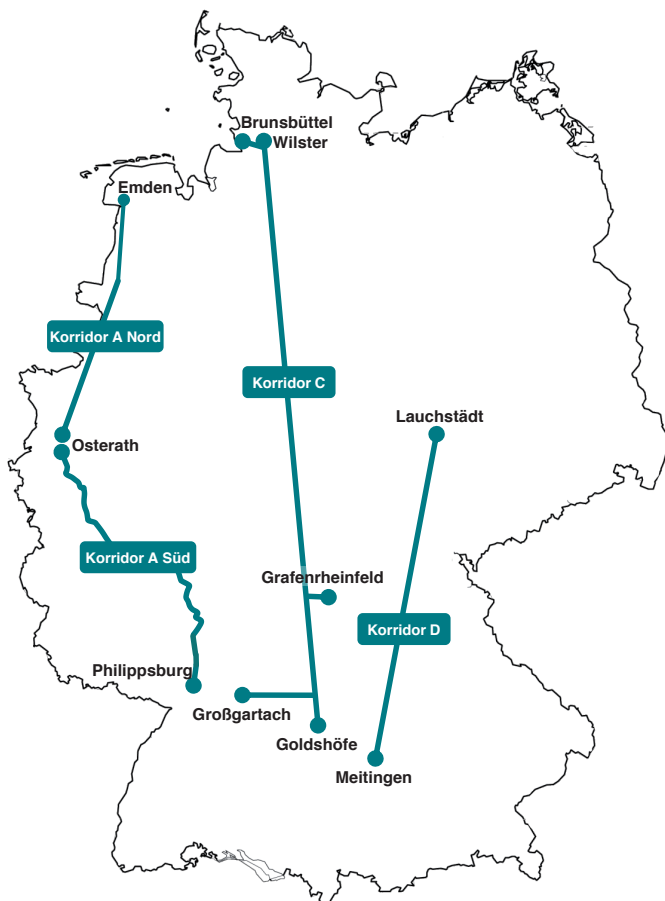 Brunsbüttel
Wilster
Emden
Korridor A Nord
Korridor C
Lauchstädt
Osterath
Korridor A Süd
Grafenrheinfeld
Korridor D
Philippsburg
Großgartach
Goldshöfe
Meitingen